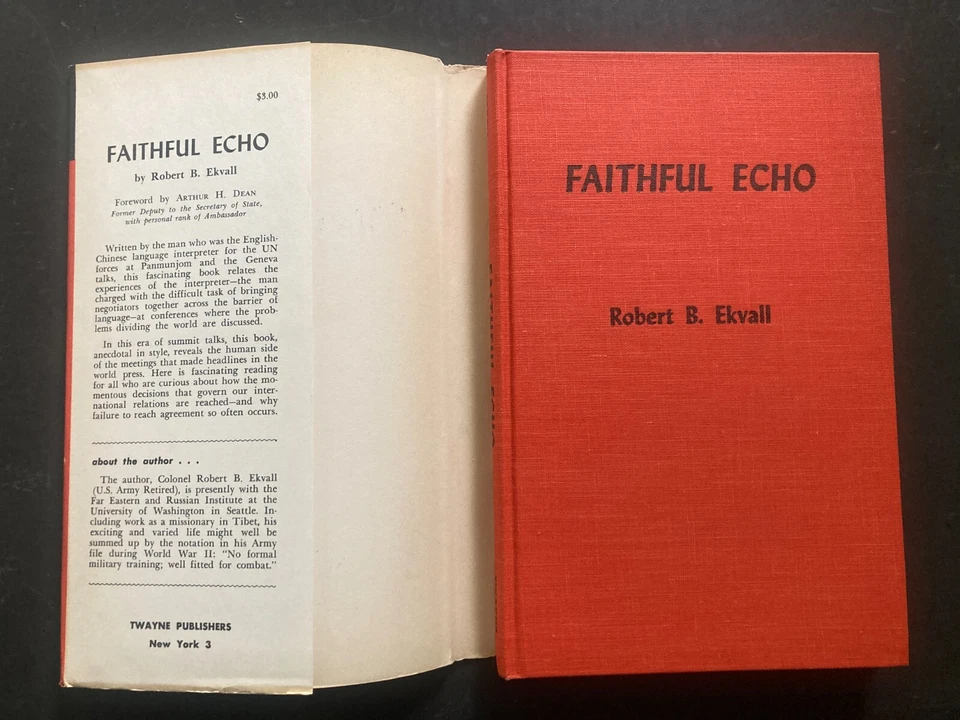 $3.00
FAITHFUL ECHO
by Robert B. Ekvall
Foreword by ARTHUR H. DEAN
Former Deputy to the Secretary of State,
with personal rank of Ambassador
Written by the man who was the English-
Chinese language interpreter for the UN
forces at Panmunjom and the Geneva
talks, this fascinating book relates the
experiences of the interpreter—the man
charged with the difficult task of bringing
negotiators together across the barrier of
language—at conferences where the prob-
lems dividing the world are discussed.
In this era of summit talks, this book,
anecdotal in style, reveals the human side
of the meetings that made headlines in the
world press. Here is fascinating reading
for all who are curious about how the mo-
mentous decisions that govern our inter-
national relations are reached—and why
failure to reach agreement so often occurs.
about the author . . .
The author, Colonel Robert B. Ekvall
(U.S. Army Retired), is presently with the
Far Eastern and Russian Institute at the
University of Washington in Seattle. In-
cluding work as a missionary in Tibet, his
exciting and varied life might well be
summed up by the notation in his Army
file during World War II: "No formal
military training; well fitted for combat."
TWAYNE PUBLISHERS
New York 3
FAITHFUL ECHO
Robert B. Ekvall